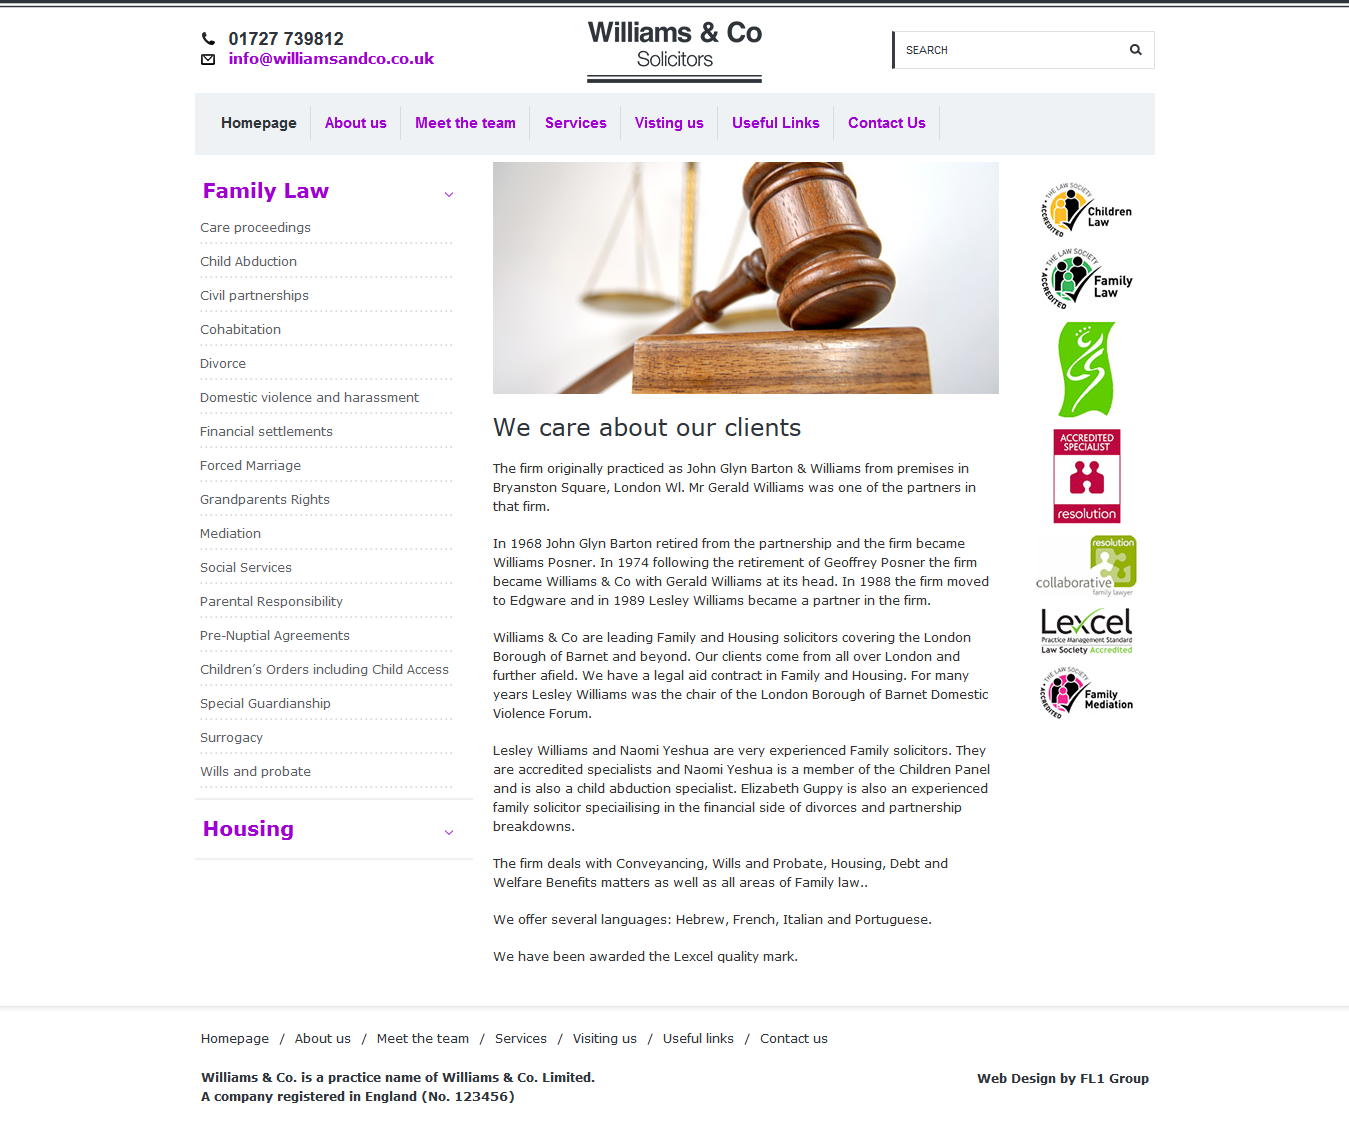 01727 739812
info@williamsandco.co.uk
Williams & Co
Solicitors
SEARCH
Homepage
About us
Meet the team
Services
Visting us
Useful Links
Contact Us
Family Law
Care proceedings
Child Abduction
Civil partnerships
Cohabitation
Divorce
Domestic violence and harassment
Financial settlements
Forced Marriage
Grandparents Rights
Mediation
Social Services
Parental Responsibility
Pre-Nuptial Agreements
Children’s Orders including Child Access
Special Guardianship
Surrogacy
Wills and probate
Housing
We care about our clients
The firm originally practiced as John Glyn Barton & Williams from premises in
Bryanston Square, London Wl. Mr Gerald Williams was one of the partners in
that firm.
In 1968 John Glyn Barton retired from the partnership and the firm became
Williams Posner. In 1974 following the retirement of Geoffrey Posner the firm
became Williams & Co with Gerald Williams at its head. In 1988 the firm moved
to Edgware and in 1989 Lesley Williams became a partner in the firm.
Williams & Co are leading Family and Housing solicitors covering the London
Borough of Barnet and beyond. Our clients come from all over London and
further afield. We have a legal aid contract in Family and Housing. For many
years Lesley Williams was the chair of the London Borough of Barnet Domestic
Violence Forum.
Lesley Williams and Naomi Yeshua are very experienced Family solicitors. They
are accredited specialists and Naomi Yeshua is a member of the Children Panel
and is also a child abduction specialist. Elizabeth Guppy is also an experienced
family solicitor speciailising in the financial side of divorces and partnership
breakdowns.
The firm deals with Conveyancing, Wills and Probate, Housing, Debt and
Welfare Benefits matters as well as all areas of Family law..
We offer several languages: Hebrew, French, Italian and Portuguese.
We have been awarded the Lexcel quality mark.
THE LAW SOCIETY
ACCREDITED
Children
Law
THE LAW SOCIETY
ACCREDITED
Family
Law
ACCREDITED
SPECIALIST
resolution
resolution
collaborative
family lawyer
Lexcel
Practice Management Standard
Law Society Accredited
THE LAW SOCIETY
ACCREDITED
Family
Mediation
Homepage / About us / Meet the team / Services / Visiting us / Useful links / Contact us
Williams & Co. is a practice name of Williams & Co. Limited.
A company registered in England (No. 123456)
Web Design by FL1 Group